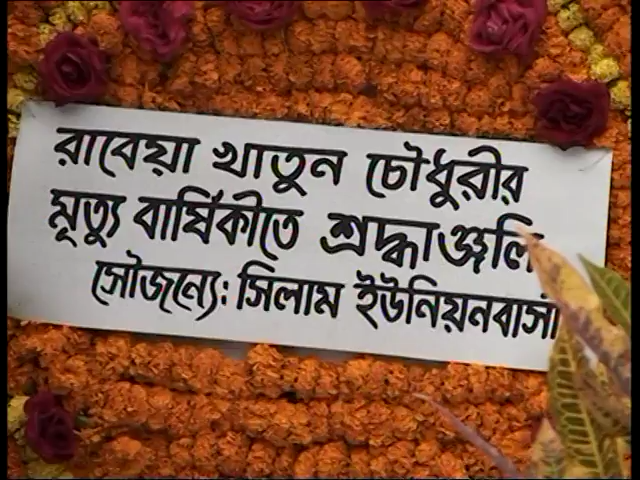 রাবেয়া খাতুন চৌধুরীর
মৃত্যু বার্ষিকীতে শ্রদ্ধাঞ্জলি
সৌজন্যে: সিলাম ইউনিয়নবাসী